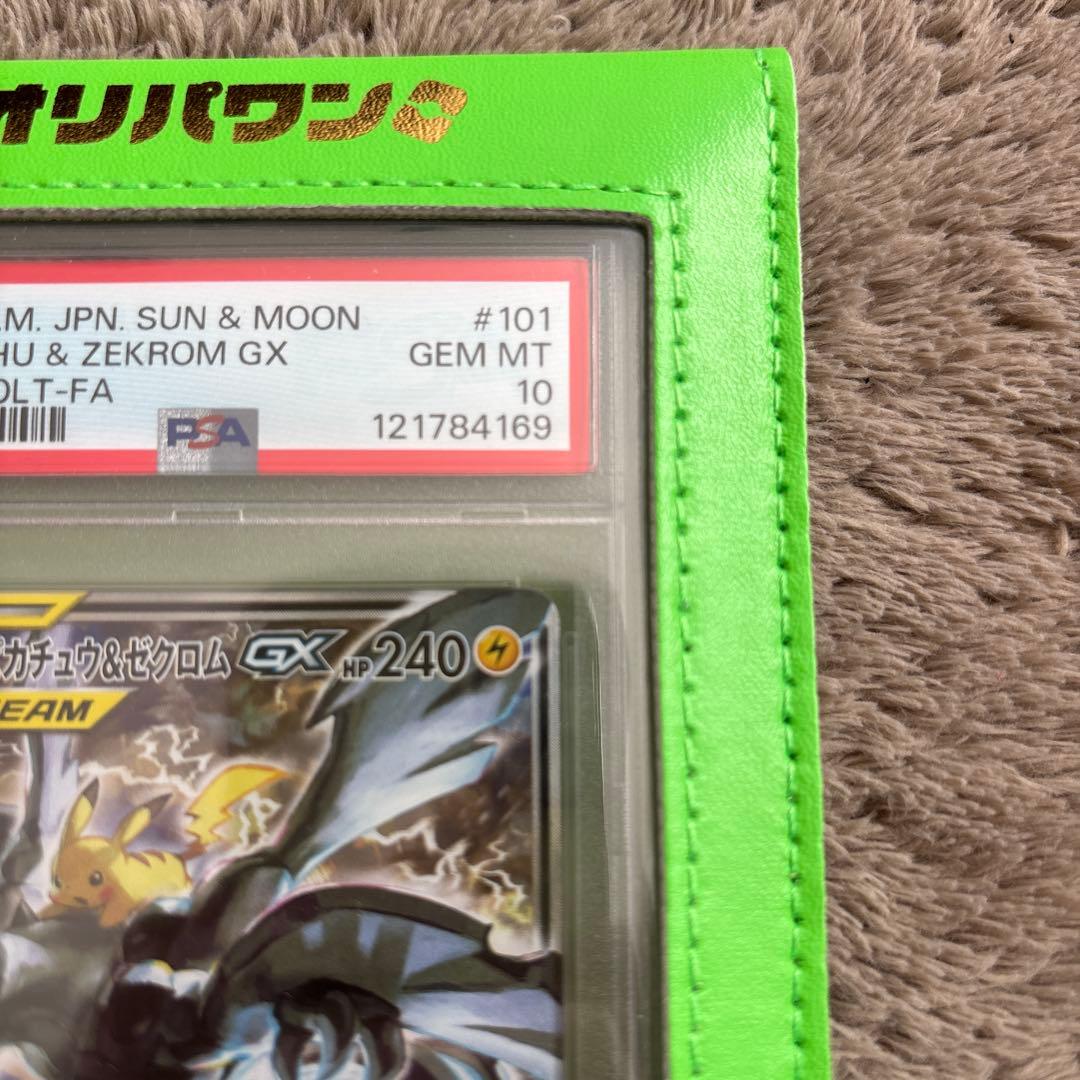 オリパワン
.M. JPN. SUN & MOON #101
HU & ZEKROM GX GEM MT
OLT-FA 10
PSA 121784169
カチュウ&ゼクロム GX HP 240
EAM